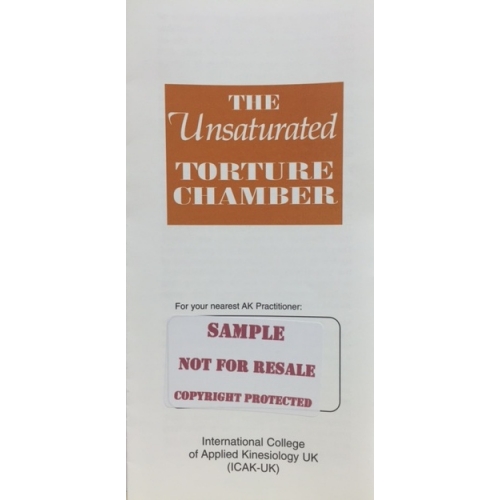 THE
Unsaturated
TORTURE
CHAMBER
For your nearest AK Practitioner:
SAMPLE
NOT FOR RESALE
COPYRIGHT PROTECTED
International College
of Applied Kinesiology UK
(ICAK-UK)